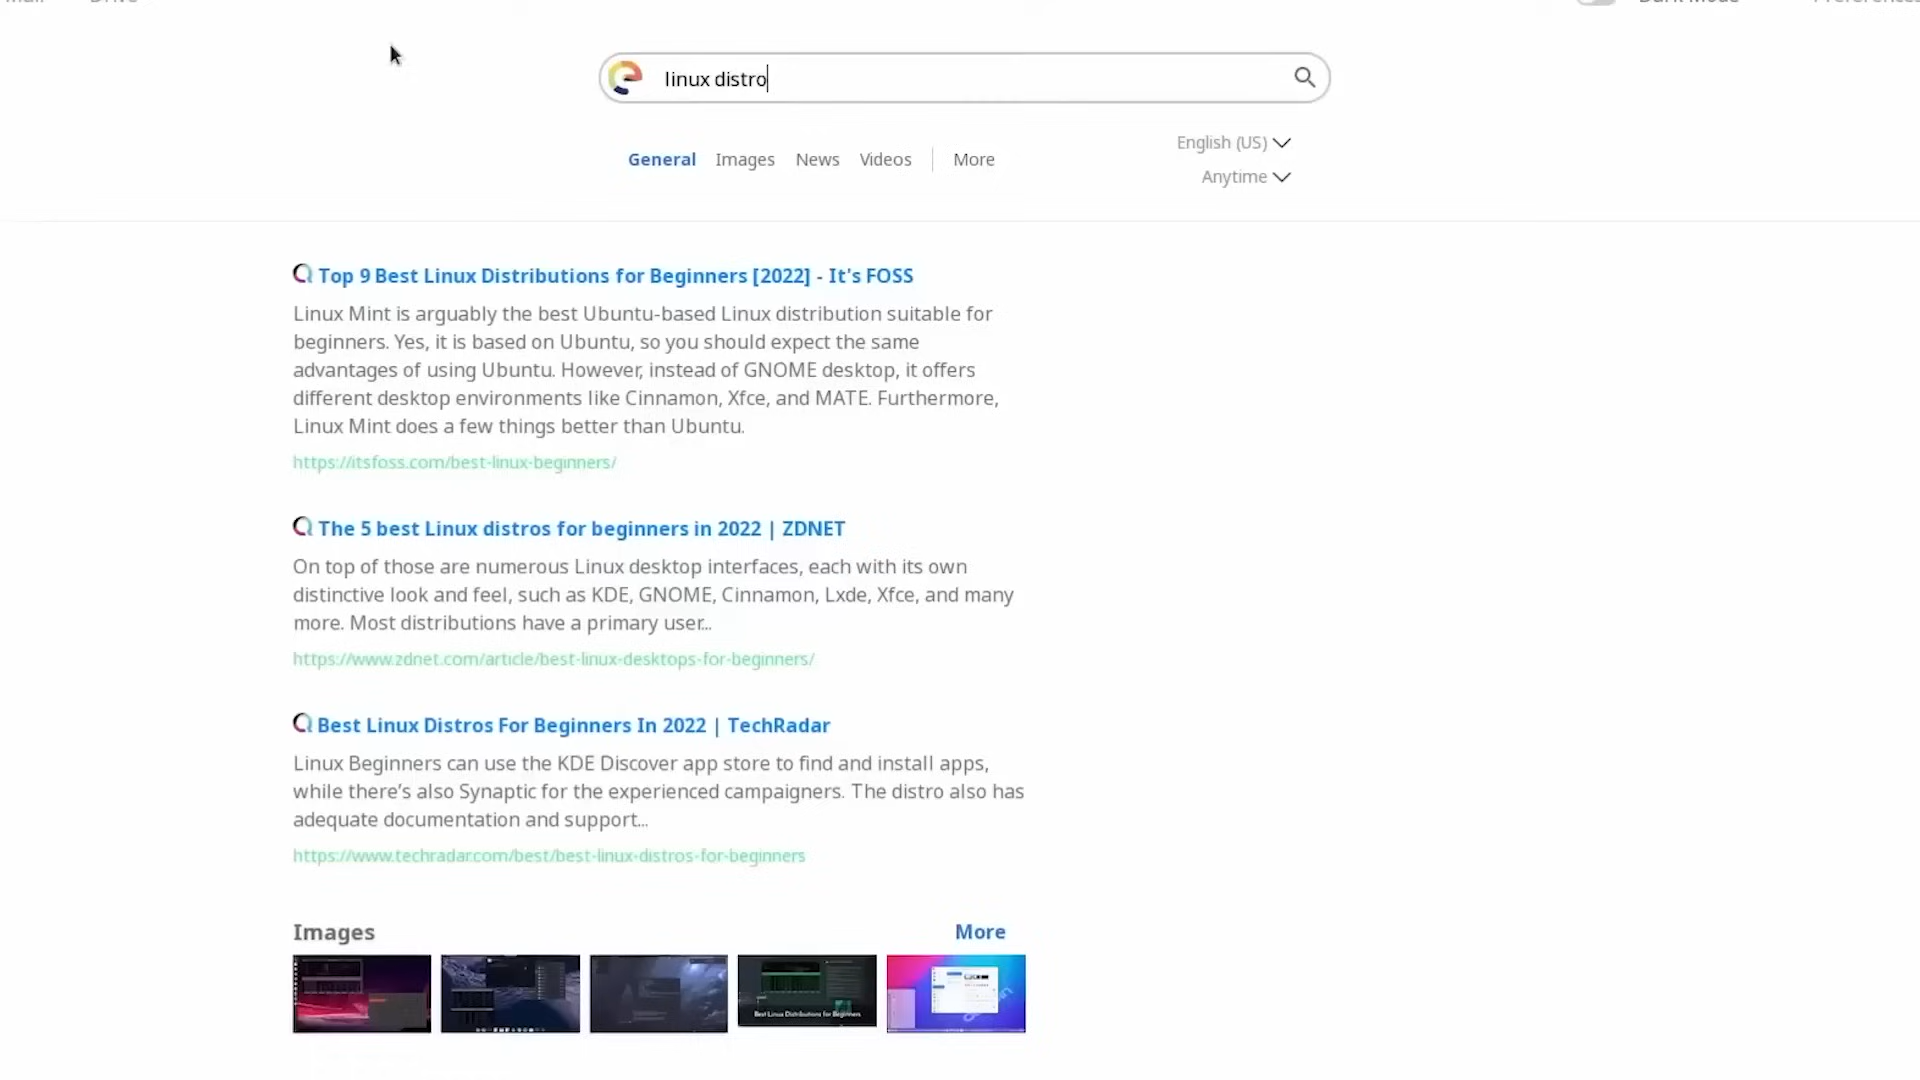 Mail Drive Dark Mode Preferences
linux distro
General Images News Videos More
English (US)
Anytime
Top 9 Best Linux Distributions for Beginners [2022] - It's FOSS
Linux Mint is arguably the best Ubuntu-based Linux distribution suitable for
beginners. Yes, it is based on Ubuntu, so you should expect the same
advantages of using Ubuntu. However, instead of GNOME desktop, it offers
different desktop environments like Cinnamon, Xfce, and MATE. Furthermore,
Linux Mint does a few things better than Ubuntu.
https://itsfoss.com/best-linux-beginners/
The 5 best Linux distros for beginners in 2022 | ZDNET
On top of those are numerous Linux desktop interfaces, each with its own
distinctive look and feel, such as KDE, GNOME, Cinnamon, Lxde, Xfce, and many
more. Most distributions have a primary user...
https://www.zdnet.com/article/best-linux-desktops-for-beginners/
Best Linux Distros For Beginners In 2022 | TechRadar
Linux Beginners can use the KDE Discover app store to find and install apps,
while there’s also Synaptic for the experienced campaigners. The distro also has
adequate documentation and support...
https://www.techradar.com/best/best-linux-distros-for-beginners
Images More
Best Linux Distributions for Beginners